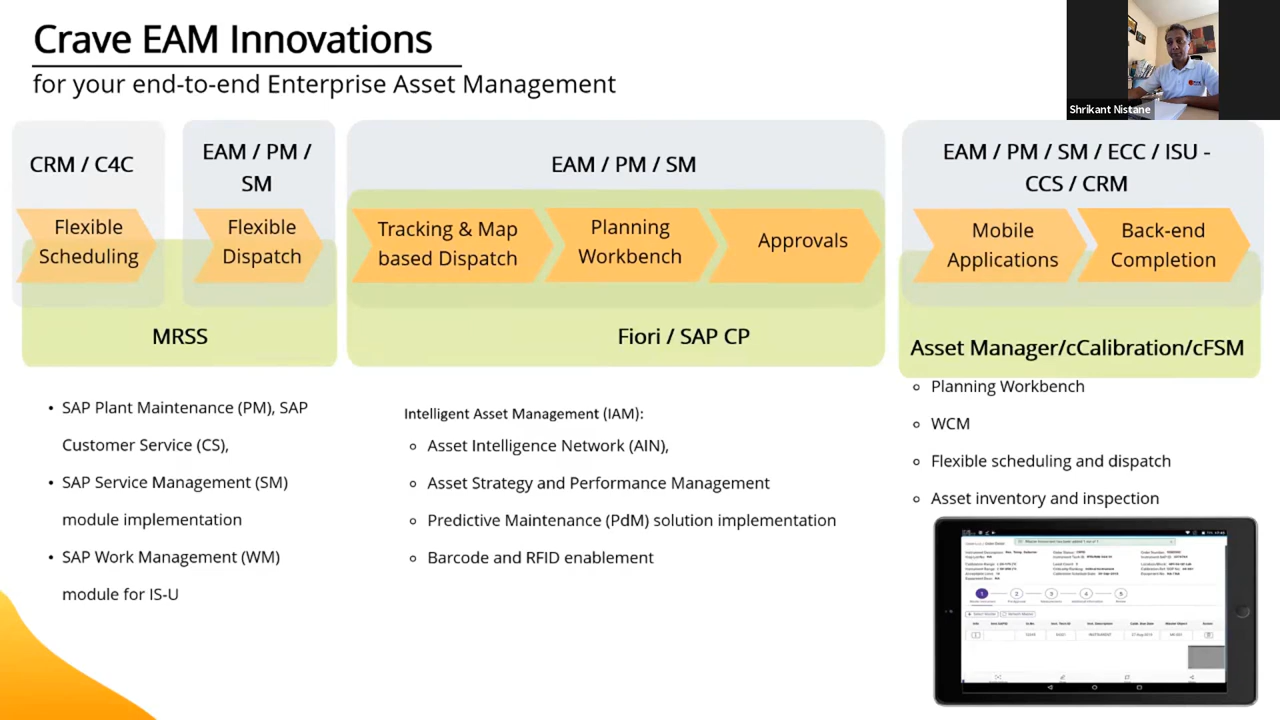 Crave EAM Innovations
for your end-to-end Enterprise Asset Management
Shrikant Nistane
CRM / C4C
Flexible
Scheduling
EAM / PM /
SM
Flexible
Dispatch
MRSS
EAM / PM / SM
Tracking & Map
based Dispatch
Planning
Workbench
Approvals
Fiori / SAP CP
EAM / PM / SM / ECC / ISU -
CCS / CRM
Mobile
Applications
Back-end
Completion
Asset Manager/cCalibration/cFSM
• SAP Plant Maintenance (PM), SAP
Customer Service (CS),
• SAP Service Management (SM)
module implementation
• SAP Work Management (WM)
module for IS-U
Intelligent Asset Management (IAM):
Asset Intelligence Network (AIN),
Asset Strategy and Performance Management
Predictive Maintenance (PdM) solution implementation
Barcode and RFID enablement
Planning Workbench
WCM
Flexible scheduling and dispatch
Asset inventory and inspection
1
2
3
4
5